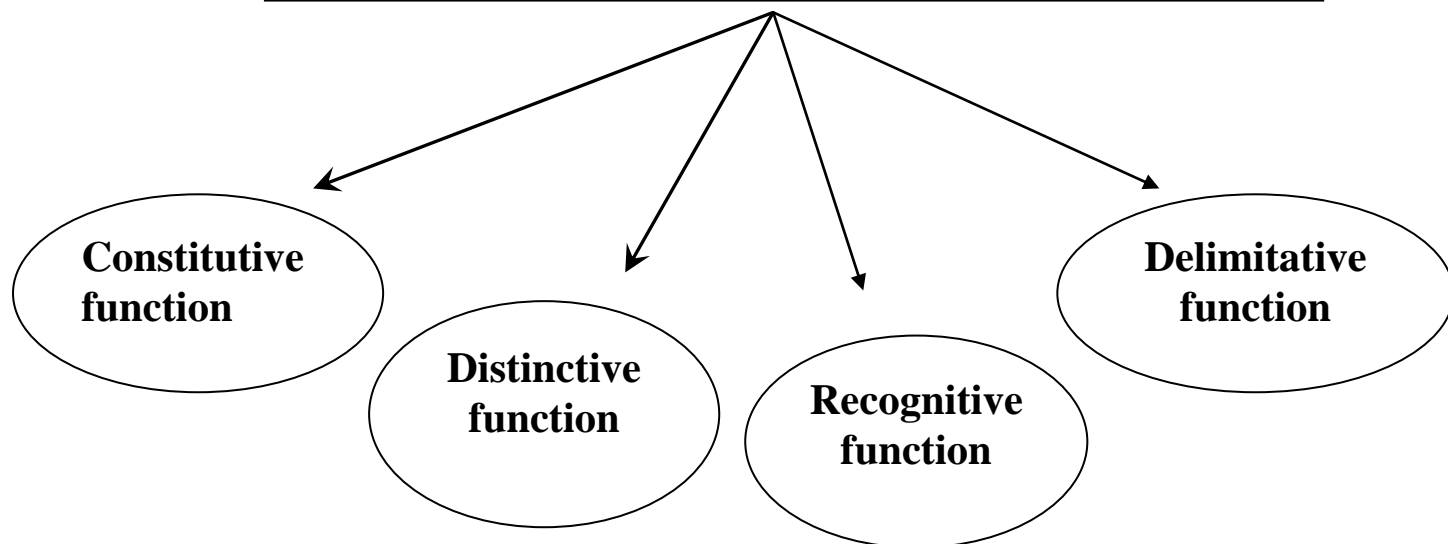 Constitutive
function
Distinctive
function
Recognitive
function
Delimitative
function